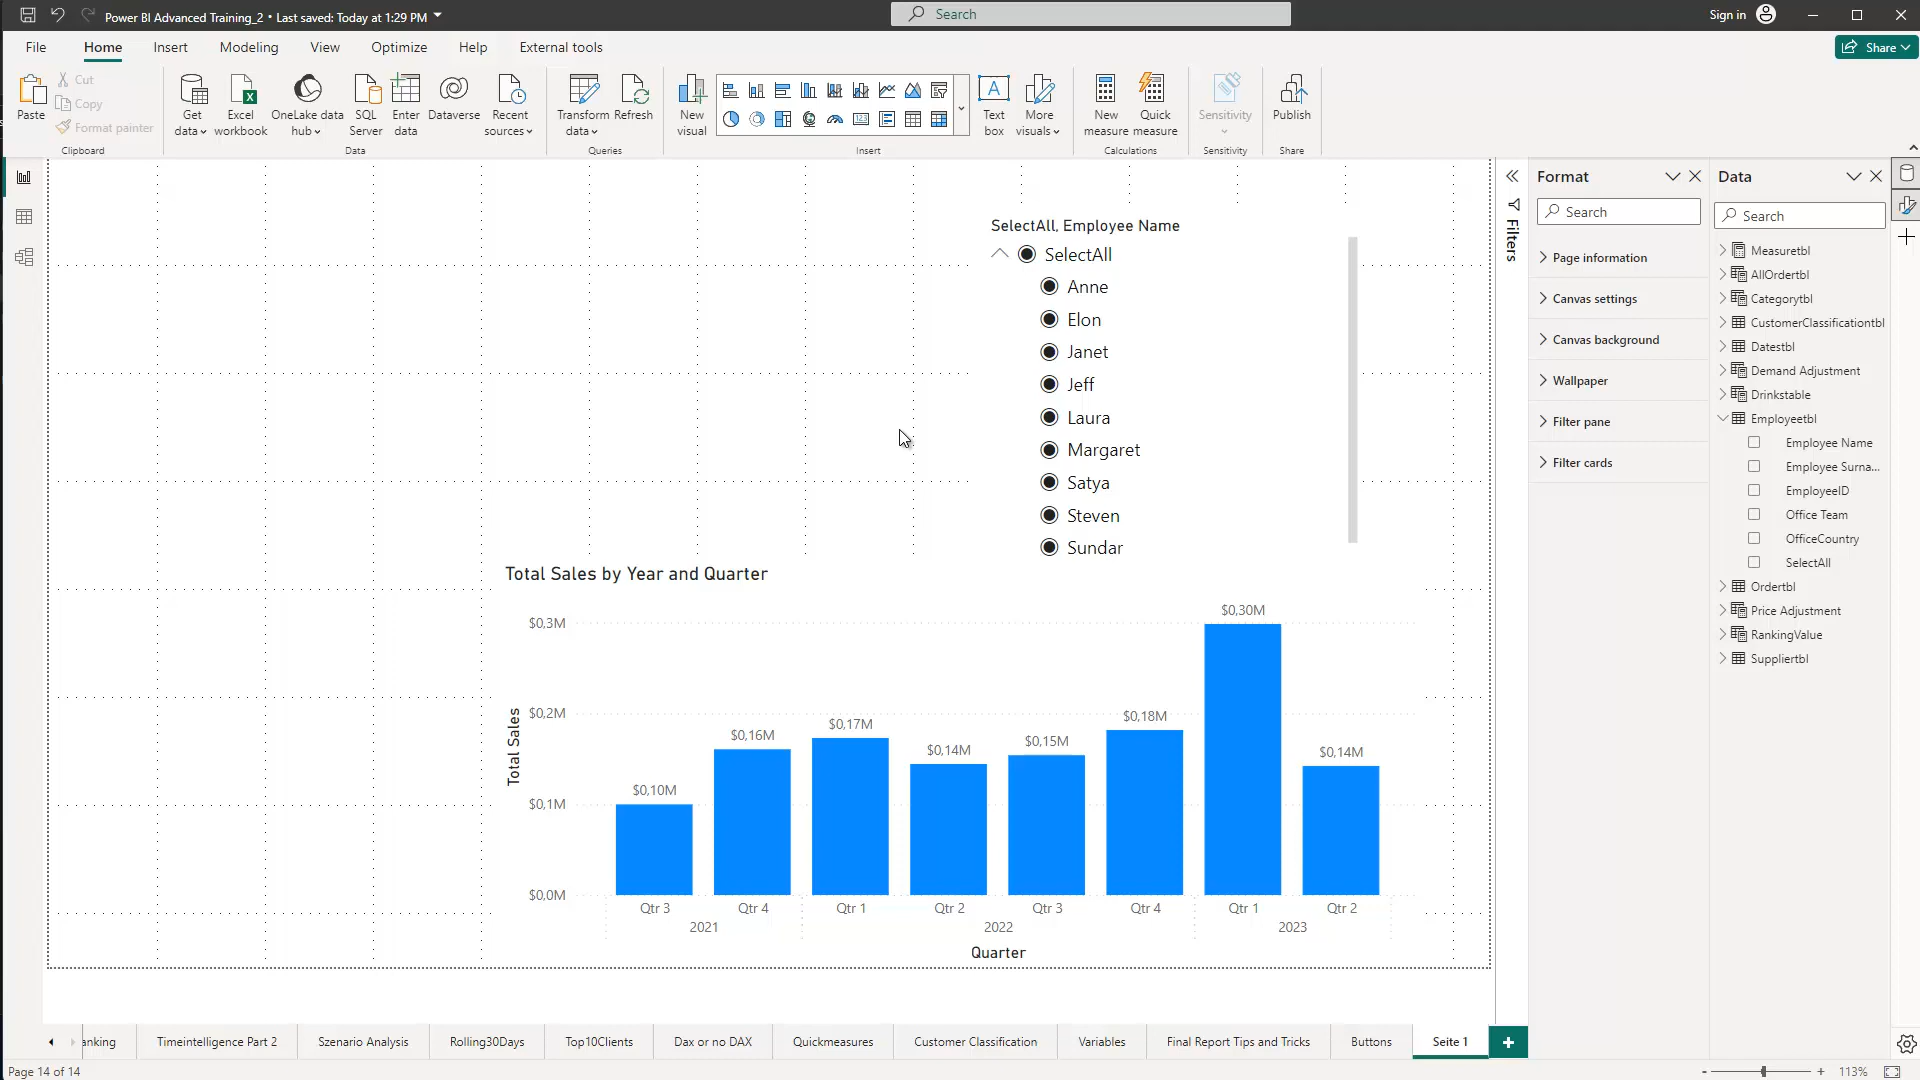 Power BI Advanced Training_2 • Last saved: Today at 1:29 PM
Search
Sign in
File
Home
Insert
Modeling
View
Optimize
Help
External tools
Share
Paste
Cut
Copy
Format painter
Clipboard
Get data
Excel workbook
OneLake data hub
SQL Server
Enter data
Dataverse
Recent sources
Data
Transform data
Refresh
Queries
New visual
Text box
More visuals
Insert
New measure
Quick measure
Calculations
Sensitivity
Sensitivity
Publish
Share
SelectAll, Employee Name
SelectAll
Anne
Elon
Janet
Jeff
Laura
Margaret
Satya
Steven
Sundar
Total Sales by Year and Quarter
Total Sales
$0,3M
$0,2M
$0,1M
$0,0M
$0,10M
$0,16M
$0,17M
$0,14M
$0,15M
$0,18M
$0,30M
$0,14M
Qtr 3
Qtr 4
Qtr 1
Qtr 2
Qtr 3
Qtr 4
Qtr 1
Qtr 2
2021
2022
2023
Quarter
Filters
Format
Search
Page information
Canvas settings
Canvas background
Wallpaper
Filter pane
Filter cards
Data
Search
Measuretbl
AllOrdertbl
Categorytbl
CustomerClassificationtbl
Datestbl
Demand Adjustment
Drinkstable
Employeetbl
Employee Name
Employee Surna...
EmployeeID
Office Team
OfficeCountry
SelectAll
Ordertbl
Price Adjustment
RankingValue
Suppliertbl
anking
Timeintelligence Part 2
Szenario Analysis
Rolling30Days
Top10Clients
Dax or no DAX
Quickmeasures
Customer Classification
Variables
Final Report Tips and Tricks
Buttons
Seite 1
Page 14 of 14
- + 113%